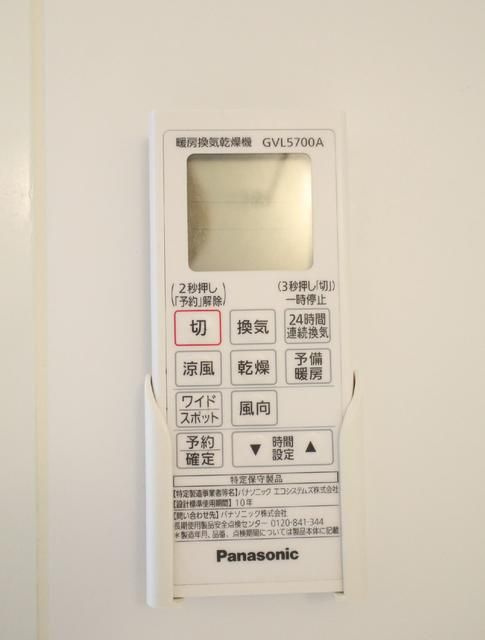 暖房換気乾燥機 GVL5700A
(2秒押し「予約」解除)
(3秒押し「切」)一時停止
切 換気 24時間連続換気
涼風 乾燥 予備暖房
ワイドスポット 風向
予約確定 ▼ 時間設定 ▲
特定保守製品
【特定製造事業者等名】パナソニック エコシステムズ株式会社
【設計標準使用期間】10年
【問い合わせ先】パナソニック株式会社
長期使用製品安全点検センター 0120-841-344
*製造年月、品番、点検期間については製品本体に記載
Panasonic